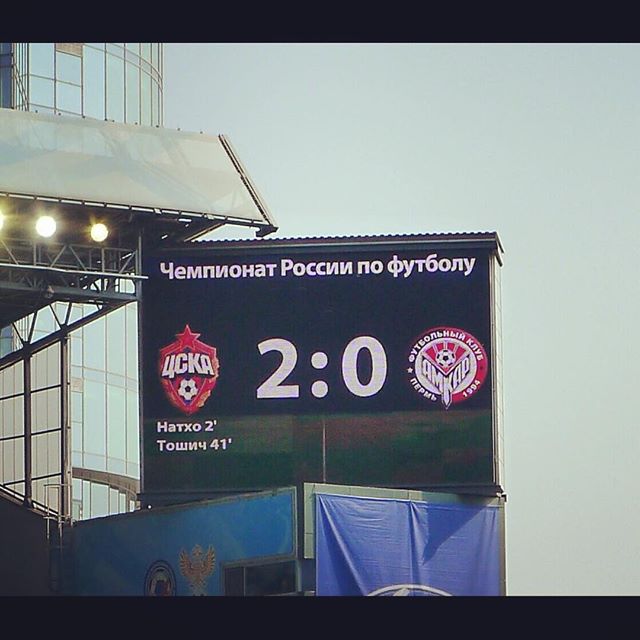 Чемпионат России по футболу
ЦСКА
2:0
ФУТБОЛЬНЫЙ КЛУБ
АМКАР
ПЕРМЬ 1994
Натхо 2'
Тошич 41'